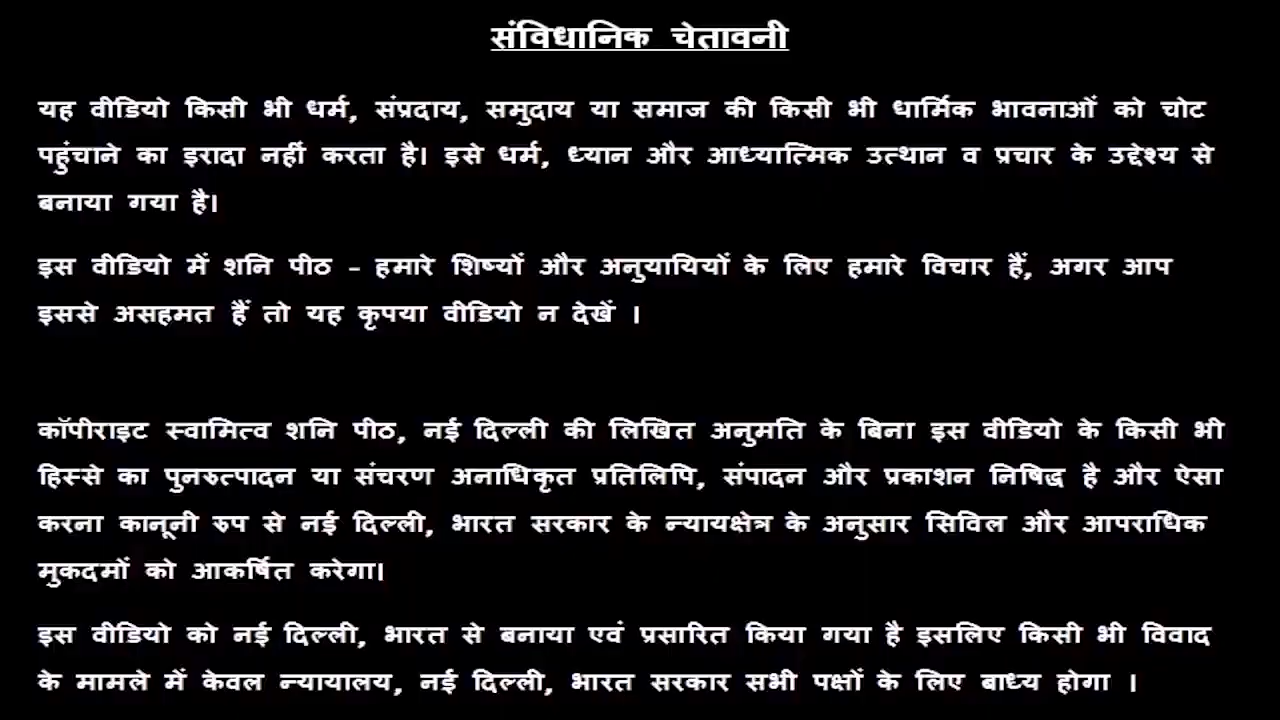 संविधानिक चेतावनी
यह वीडियो किसी भी धर्म, संप्रदाय, समुदाय या समाज की किसी भी धार्मिक भावनाओं को चोट
पहुंचाने का इरादा नहीं करता है। इसे धर्म, ध्यान और आध्यात्मिक उत्थान व प्रचार के उद्देश्य से
बनाया गया है।
इस वीडियो में शनि पीठ – हमारे शिष्यों और अनुयायियों के लिए हमारे विचार हैं, अगर आप
इससे असहमत हैं तो यह कृपया वीडियो न देखें ।
कॉपीराइट स्वामित्व शनि पीठ, नई दिल्ली की लिखित अनुमति के बिना इस वीडियो के किसी भी
हिस्से का पुनरुत्पादन या संचरण अनाधिकृत प्रतिलिपि, संपादन और प्रकाशन निषिद्ध है और ऐसा
करना कानूनी रुप से नई दिल्ली, भारत सरकार के न्यायक्षेत्र के अनुसार सिविल और आपराधिक
मुकदमों को आकर्षित करेगा।
इस वीडियो को नई दिल्ली, भारत से बनाया एवं प्रसारित किया गया है इसलिए किसी भी विवाद
के मामले में केवल न्यायालय, नई दिल्ली, भारत सरकार सभी पक्षों के लिए बाध्य होगा ।